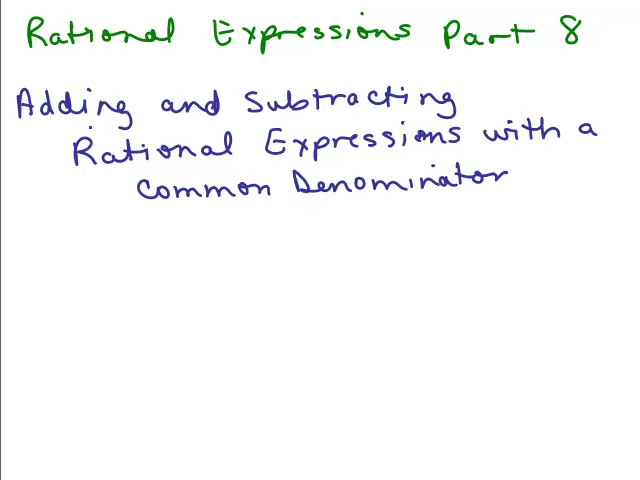 Rational Expressions Part 8
Adding and Subtracting
Rational Expressions with a
Common Denominator